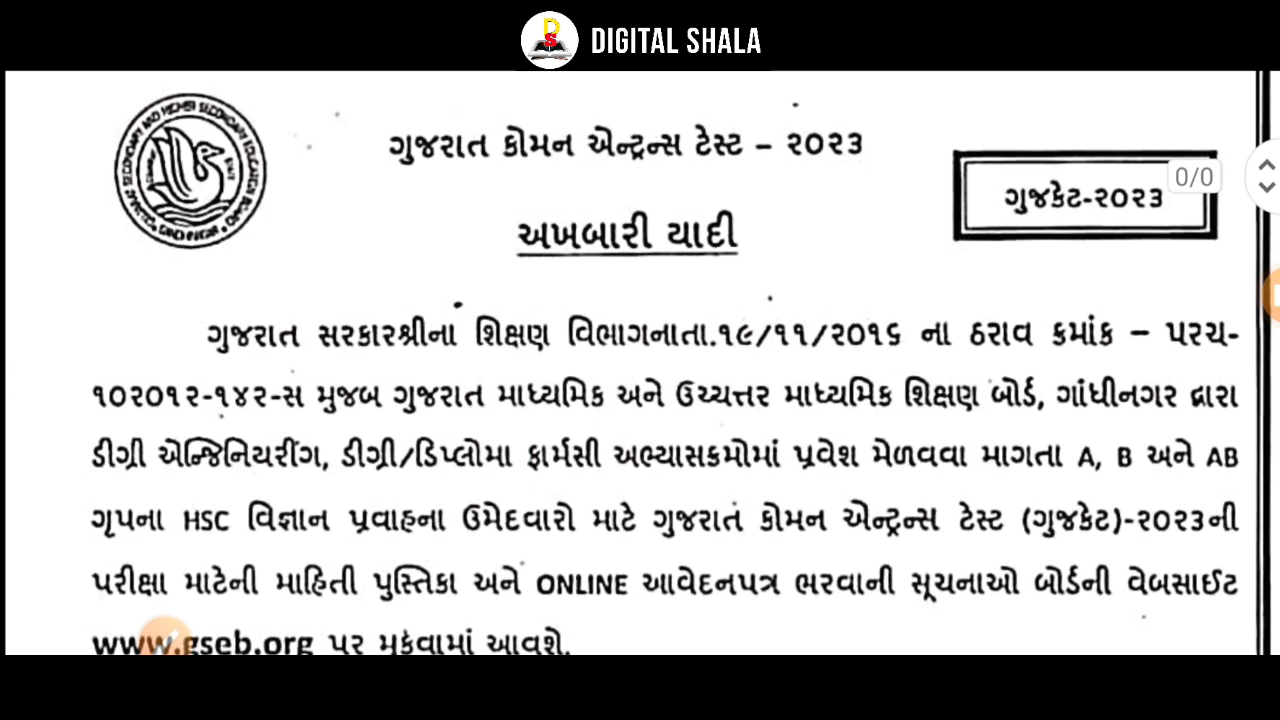 DIGITAL SHALA
ગુજરાત કોમન એન્ટ્રન્સ ટેસ્ટ – ૨૦૨૩
ગુજકેટ-૨૦૨૩
0/0
અખબારી યાદી
ગુજરાત સરકારશ્રીના શિક્ષણ વિભાગનાતા.૧૯/૧૧/૨૦૧૬ ના ઠરાવ ક્રમાંક – પરચ-
૧૦૨૦૧૨-૧૪૨-સ મુજબ ગુજરાત માધ્યમિક અને ઉચ્ચત્તર માધ્યમિક શિક્ષણ બોર્ડ, ગાંધીનગર દ્વારા
ડીગ્રી એન્જિનિયરીંગ, ડીગ્રી/ડિપ્લોમા ફાર્મસી અભ્યાસક્રમોમાં પ્રવેશ મેળવવા માગતા A, B અને AB
ગૃપના HSC વિજ્ઞાન પ્રવાહના ઉમેદવારો માટે ગુજરાત કોમન એન્ટ્રન્સ ટેસ્ટ (ગુજકેટ)-૨૦૨૩ની
પરીક્ષા માટેની માહિતી પુસ્તિકા અને ONLINE આવેદનપત્ર ભરવાની સૂચનાઓ બોર્ડની વેબસાઈટ
www.gseb.org પર મુકવામાં આવશે.